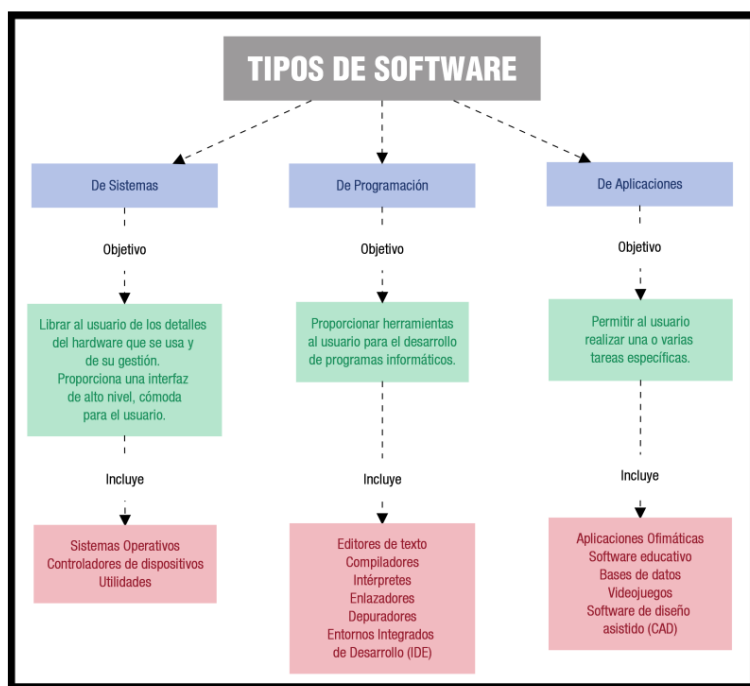 TIPOS DE SOFTWARE
De Sistemas
Objetivo
Librar al usuario de los detalles
del hardware que se usa y
de su gestión.
Proporciona una interfaz
de alto nivel, cómoda
para el usuario.
Incluye
Sistemas Operativos
Controladores de dispositivos
Utilidades
De Programación
Objetivo
Proporcionar herramientas
al usuario para el desarrollo
de programas informáticos.
Incluye
Editores de texto
Compiladores
Intérpretes
Enlazadores
Depuradores
Entornos Integrados
de Desarrollo (IDE)
De Aplicaciones
Objetivo
Permitir al usuario
realizar una o varias
tareas específicas.
Incluye
Aplicaciones Ofimáticas
Software educativo
Bases de datos
Videojuegos
Software de diseño
asistido (CAD)